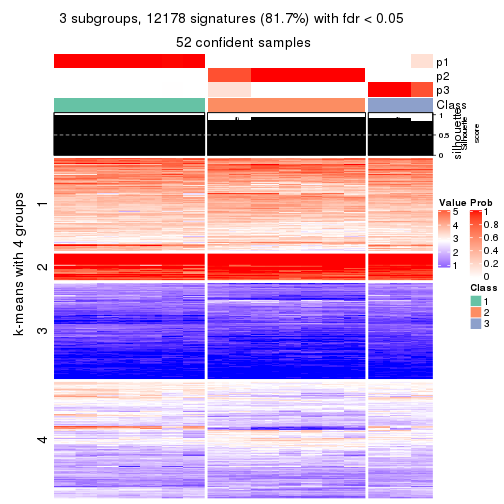 3 subgroups, 12178 signatures (81.7%) with fdr < 0.05
52 confident samples
p1
p2
p3
Class
silhouette
Silhouette
score
1
0.5
0
k-means with 4 groups
1
2
3
4
Value
5
4
3
2
1
Prob
1
0.8
0.6
0.4
0.2
0
Class
1
2
3